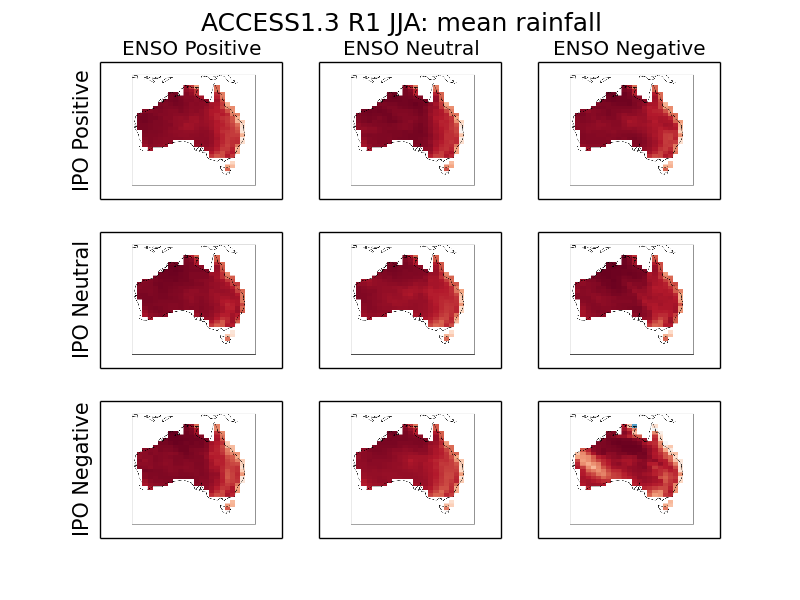 ACCESS1.3 R1 JJA: mean rainfall
ENSO Positive
ENSO Neutral
ENSO Negative
IPO Positive
IPO Neutral
IPO Negative